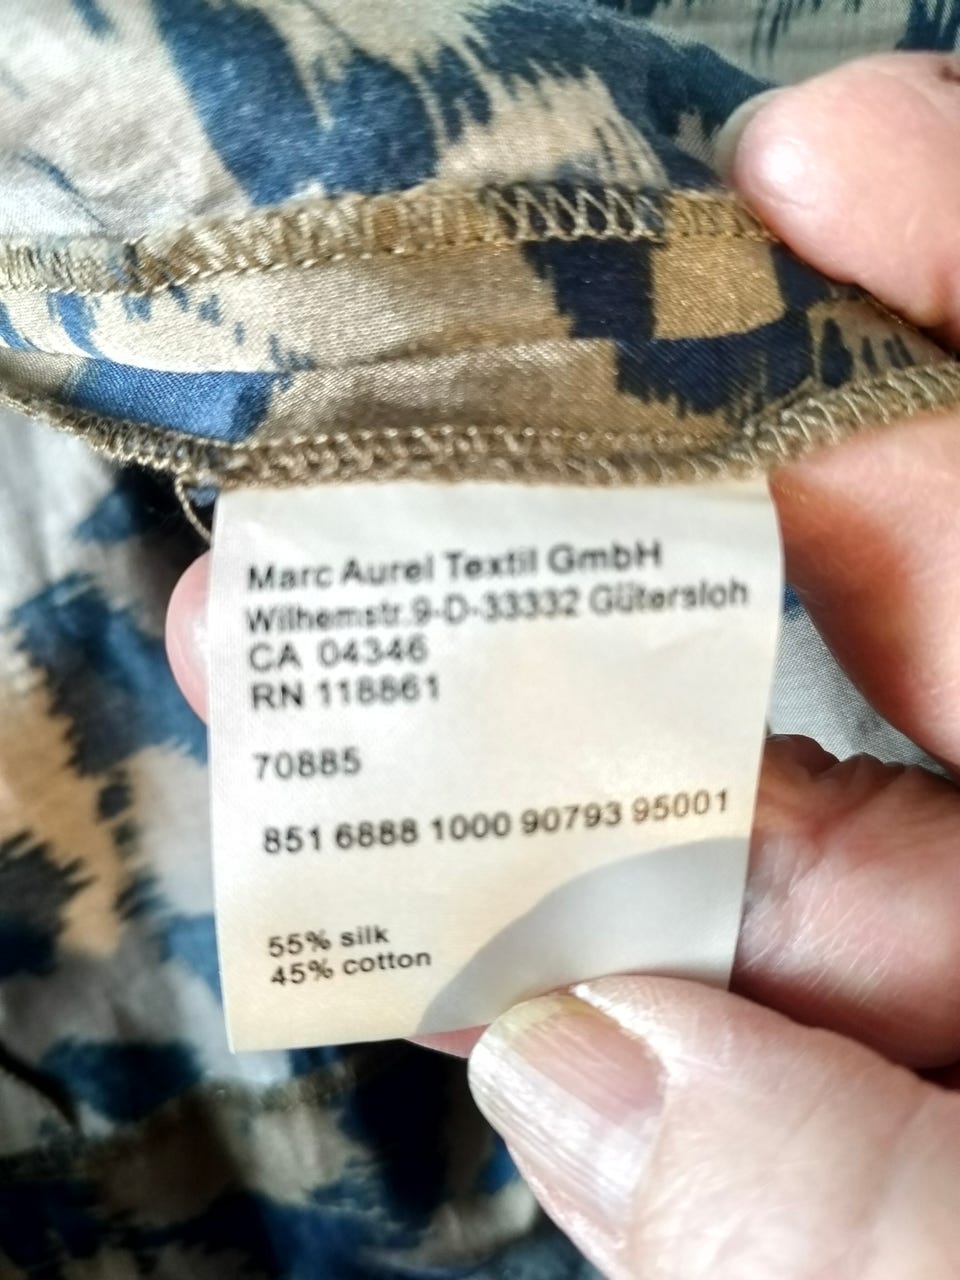 Marc Aurel Textil GmbH
Wilhemstr.9-D-33332 Gütersloh
CA 04346
RN 118861
70885
851 6888 1000 90793 95001
55% silk
45% cotton